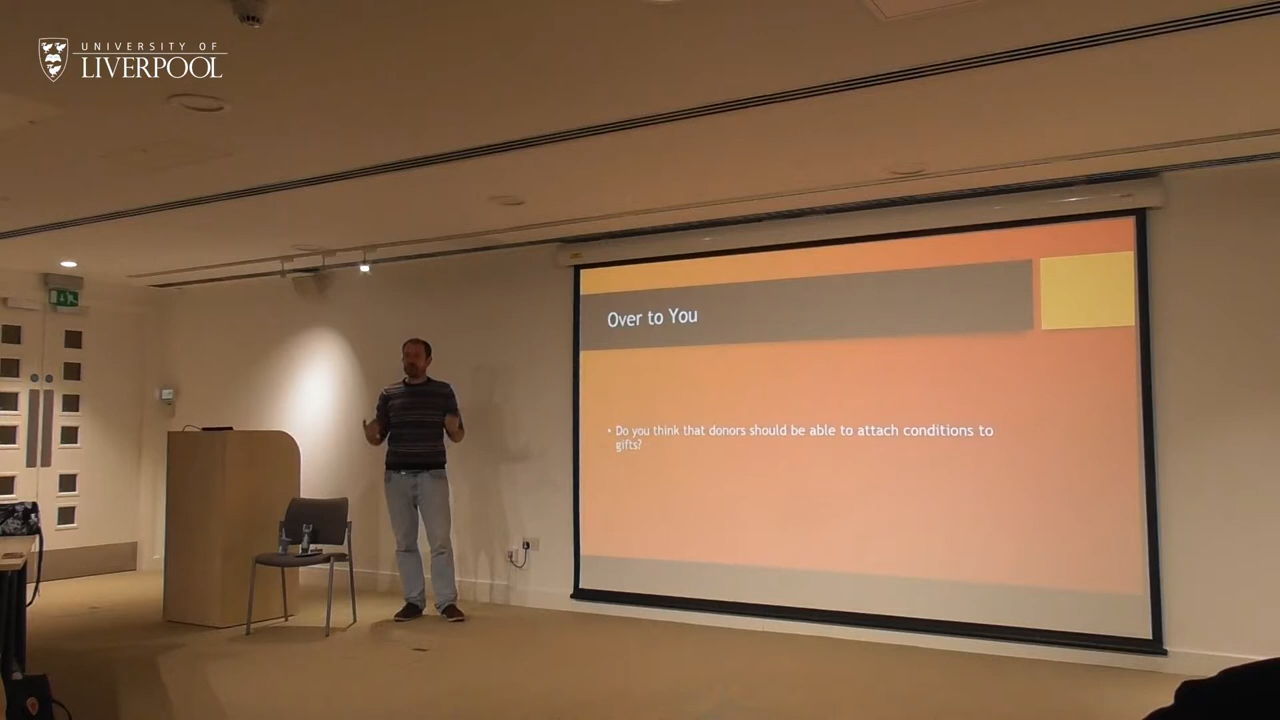 UNIVERSITY OF
LIVERPOOL
Over to You
• Do you think that donors should be able to attach conditions to
gifts?